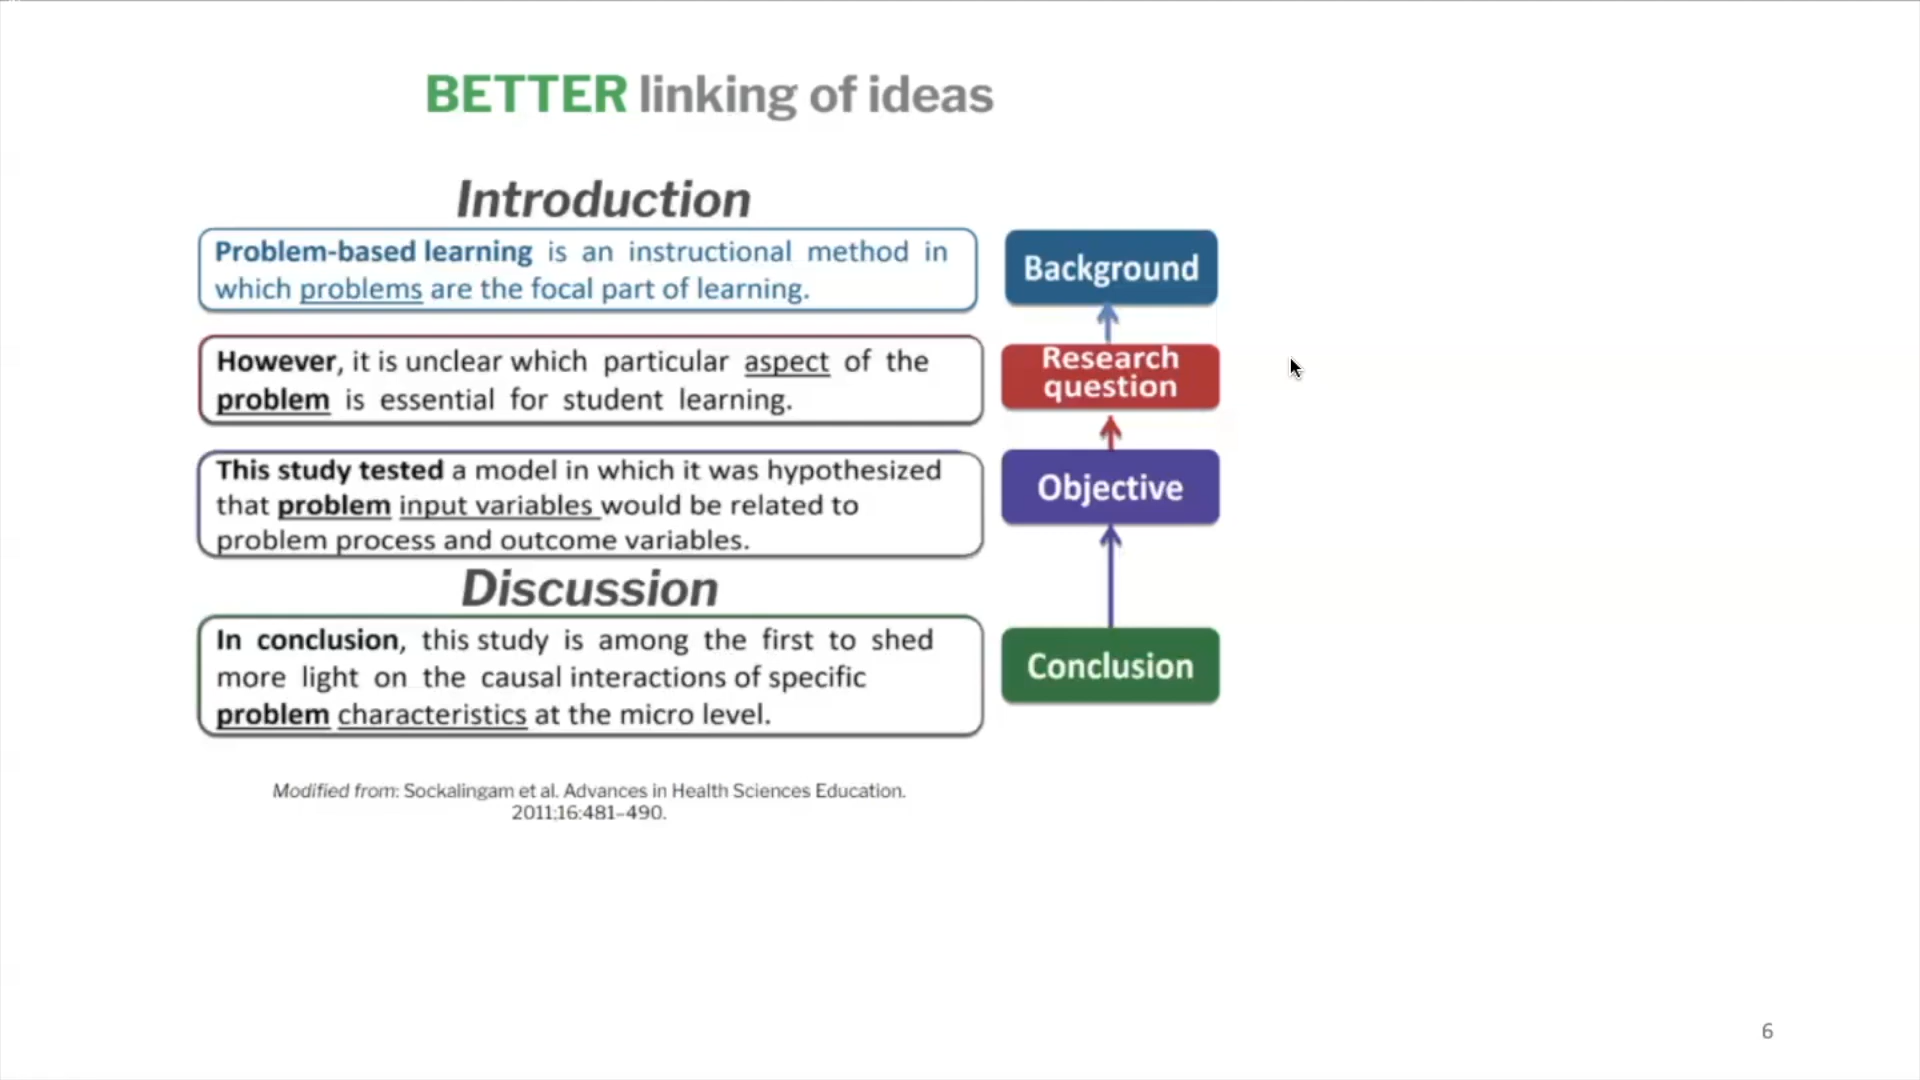 BETTER linking of ideas
Introduction
Problem-based learning is an instructional method in
which problems are the focal part of learning.
Background
However, it is unclear which particular aspect of the
problem is essential for student learning.
Research
question
This study tested a model in which it was hypothesized
that problem input variables would be related to
problem process and outcome variables.
Objective
Discussion
In conclusion, this study is among the first to shed
more light on the causal interactions of specific
problem characteristics at the micro level.
Conclusion
Modified from: Sockalingam et al. Advances in Health Sciences Education.
2011;16:481–490.
6